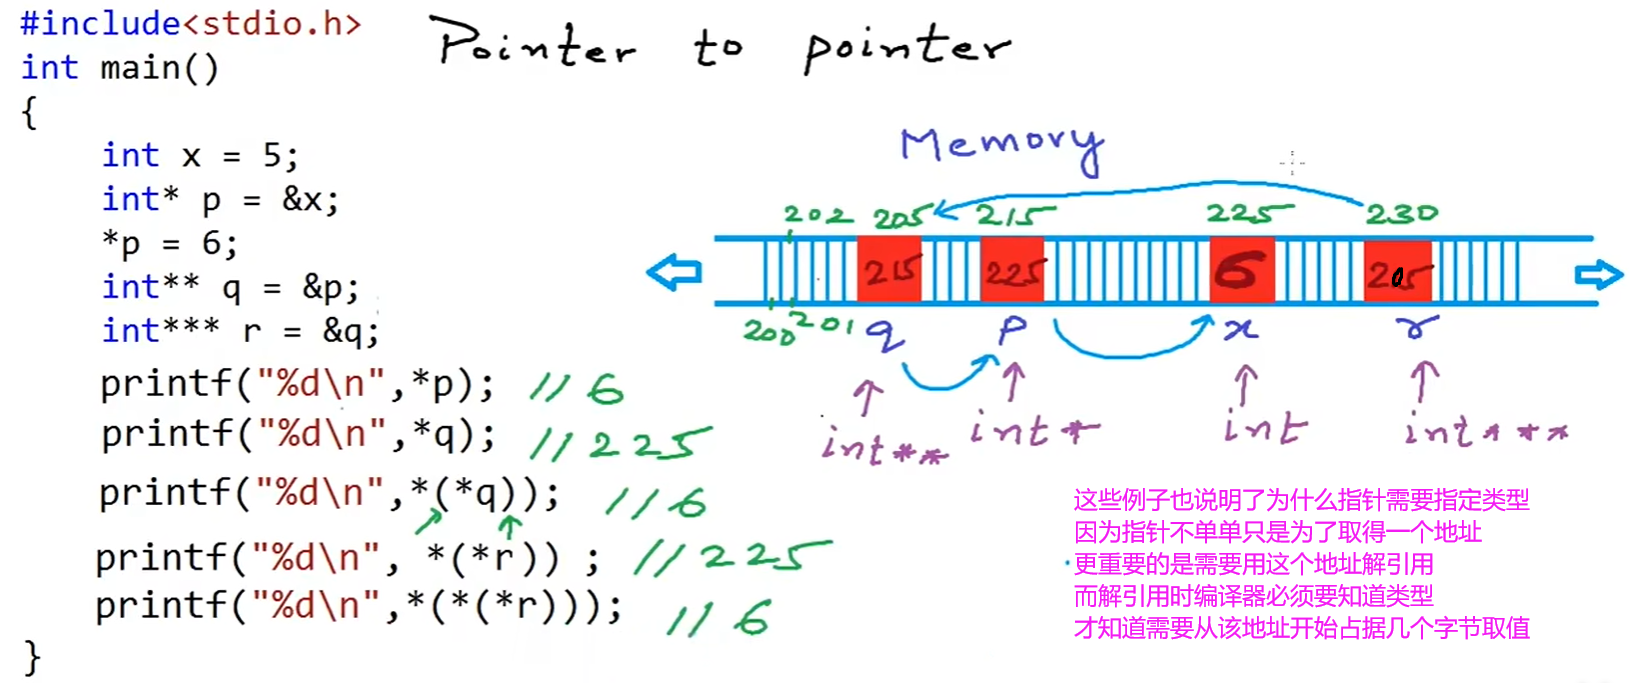 #include<stdio.h>
Pointer to pointer
int main()
{
int x = 5;
int* p = &x;
*p = 6;
int** q = &p;
int*** r = &q;
printf("%d\n",*p); // 6
printf("%d\n",*q); // 225
printf("%d\n",*(*q)); // 6
printf("%d\n", *(*r)) ; // 225
printf("%d\n",*(*(*r))); // 6
}
Memory
202 205 215 225 230
215 225 6 205
200 201 q p x r
int** int* int int***
这些例子也说明了为什么指针需要指定类型
因为指针不单单只是为了取得一个地址
更重要的是需要用这个地址解引用
而解引用时编译器必须要知道类型
才知道需要从该地址开始占据几个字节取值